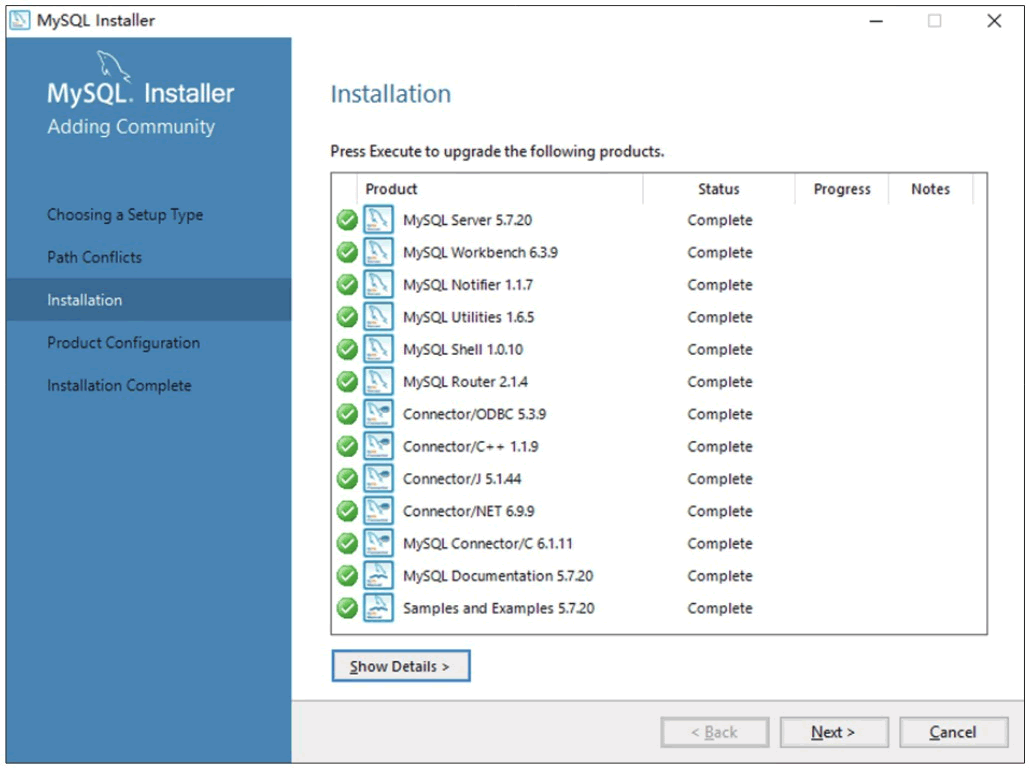 MySQL Installer
MySQL. Installer
Adding Community
Choosing a Setup Type
Path Conflicts
Installation
Product Configuration
Installation Complete
Installation
Press Execute to upgrade the following products.
Product Status Progress Notes
MySQL Server 5.7.20 Complete
MySQL Workbench 6.3.9 Complete
MySQL Notifier 1.1.7 Complete
MySQL Utilities 1.6.5 Complete
MySQL Shell 1.0.10 Complete
MySQL Router 2.1.4 Complete
Connector/ODBC 5.3.9 Complete
Connector/C++ 1.1.9 Complete
Connector/J 5.1.44 Complete
Connector/NET 6.9.9 Complete
MySQL Connector/C 6.1.11 Complete
MySQL Documentation 5.7.20 Complete
Samples and Examples 5.7.20 Complete
Show Details >
< Back Next > Cancel